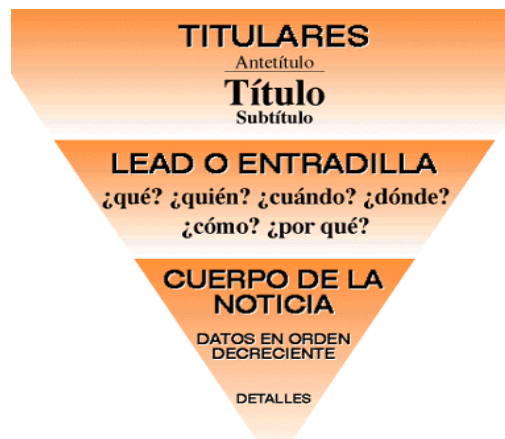 TITULARES
Antetítulo
Título
Subtítulo
LEAD O ENTRADILLA
¿qué? ¿quién? ¿cuándo? ¿dónde?
¿cómo? ¿por qué?
CUERPO DE LA
NOTICIA
DATOS EN ORDEN
DECRECIENTE
DETALLES